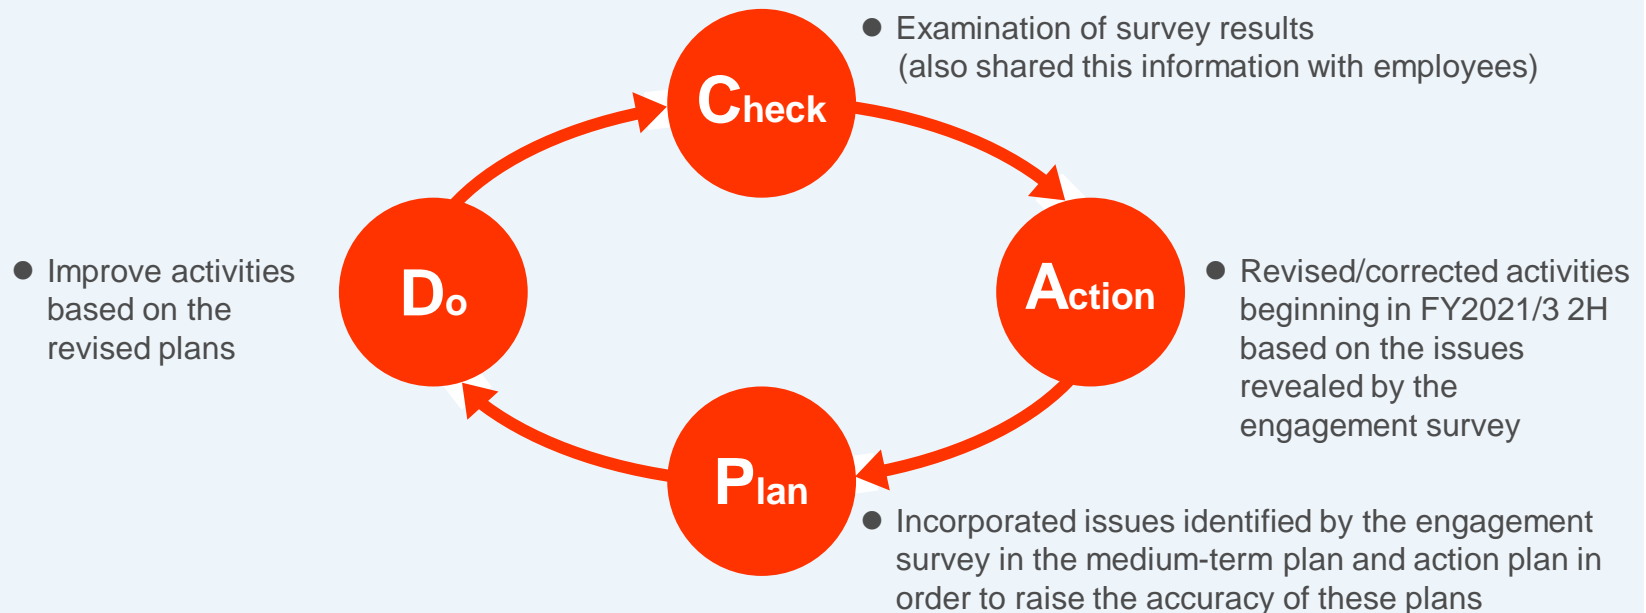 Check
● Examination of survey results
(also shared this information with employees)
Action
● Revised/corrected activities
beginning in FY2021/3 2H
based on the issues
revealed by the
engagement survey
Plan
● Incorporated issues identified by the engagement
survey in the medium-term plan and action plan in
order to raise the accuracy of these plans
Do
● Improve activities
based on the
revised plans